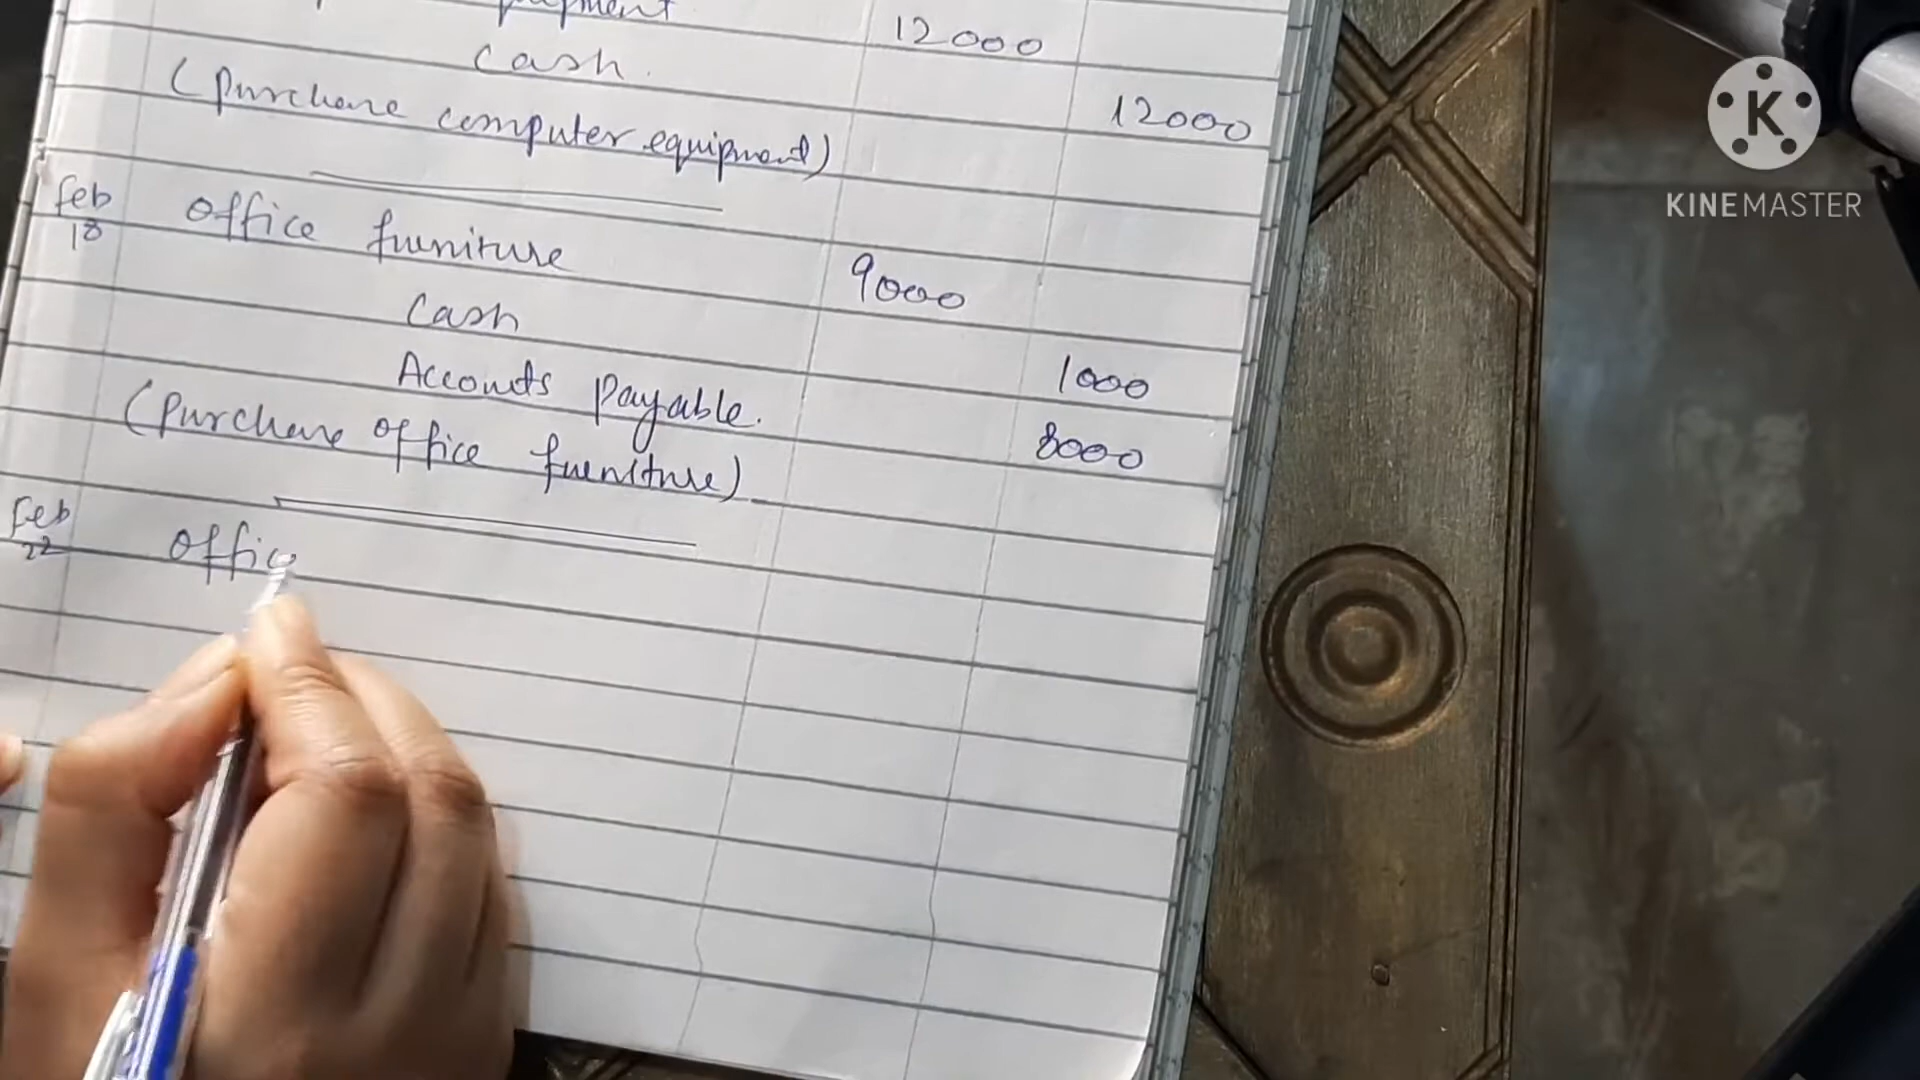 12000
Cash.
12000
(purchase computer equipment)
Feb 18 Office furniture
9000
Cash
1000
Accounts payable.
8000
(purchase office furniture)
Feb 22 Offic
K
KINEMASTER